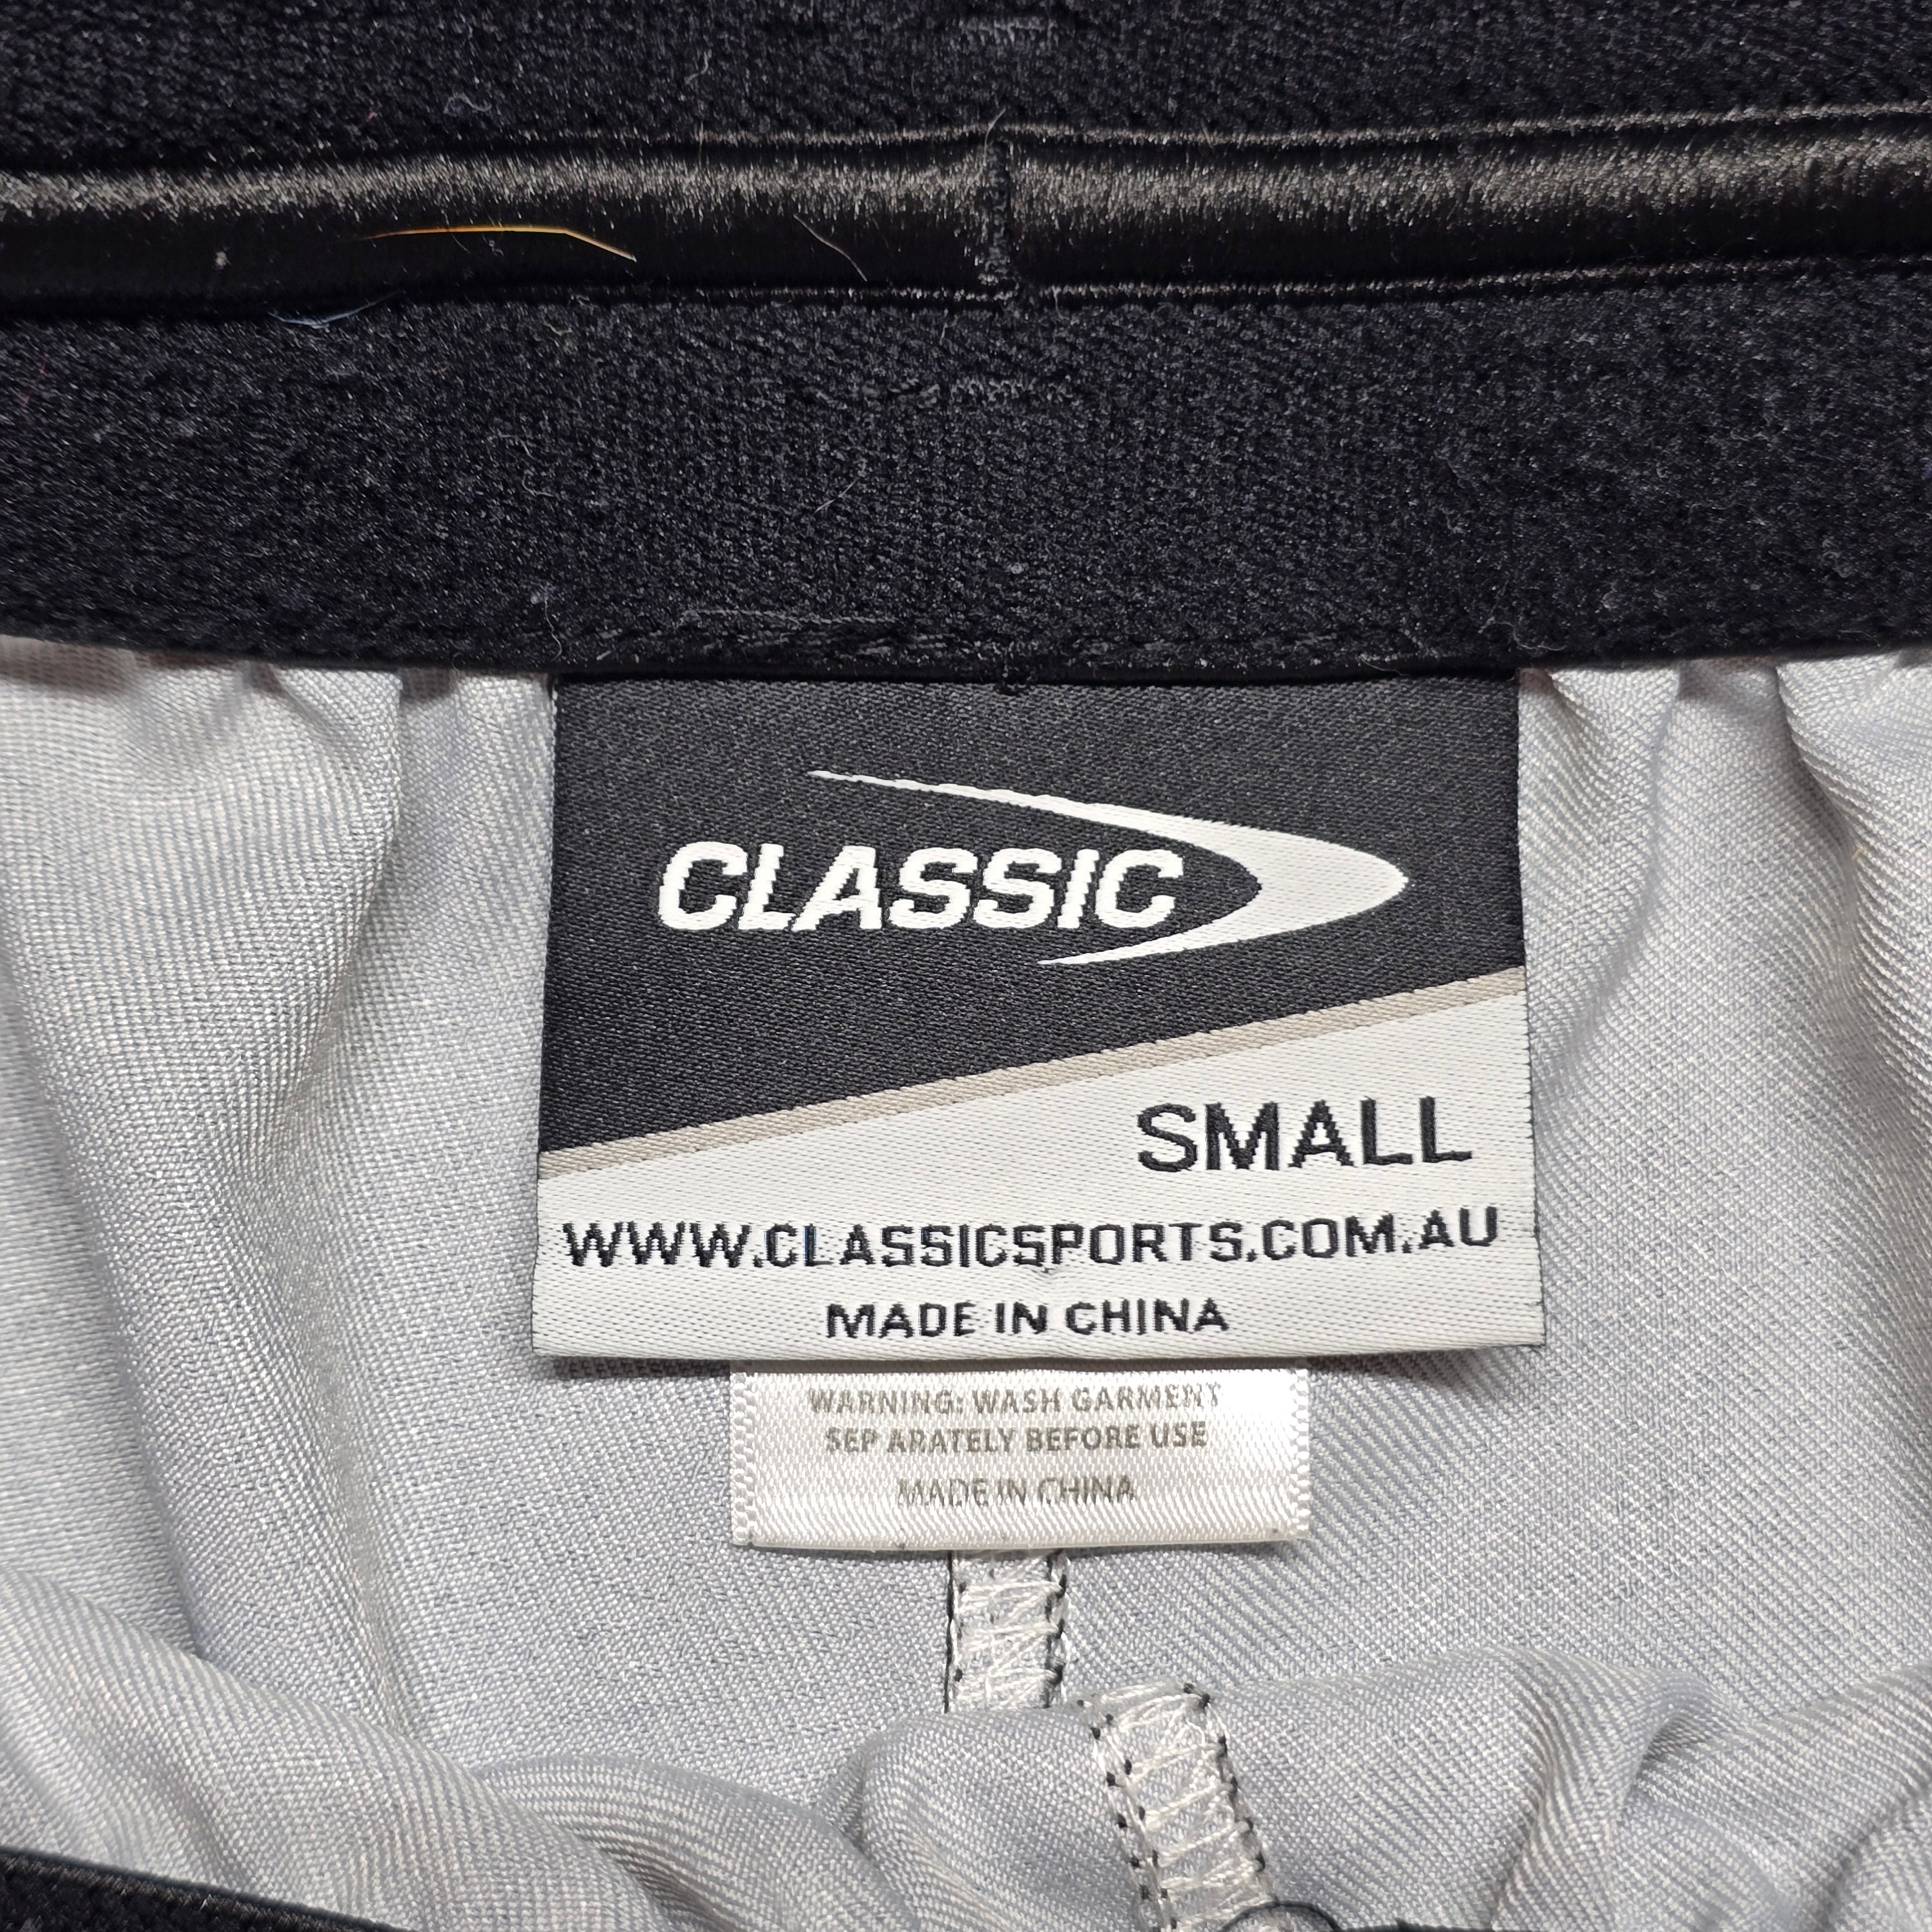 CLASSIC
SMALL
WWW.CLASSICSPORTS.COM.AU
MADE IN CHINA
WARNING: WASH GARMENT
SEP ARATELY BEFORE USE
MADE IN CHINA